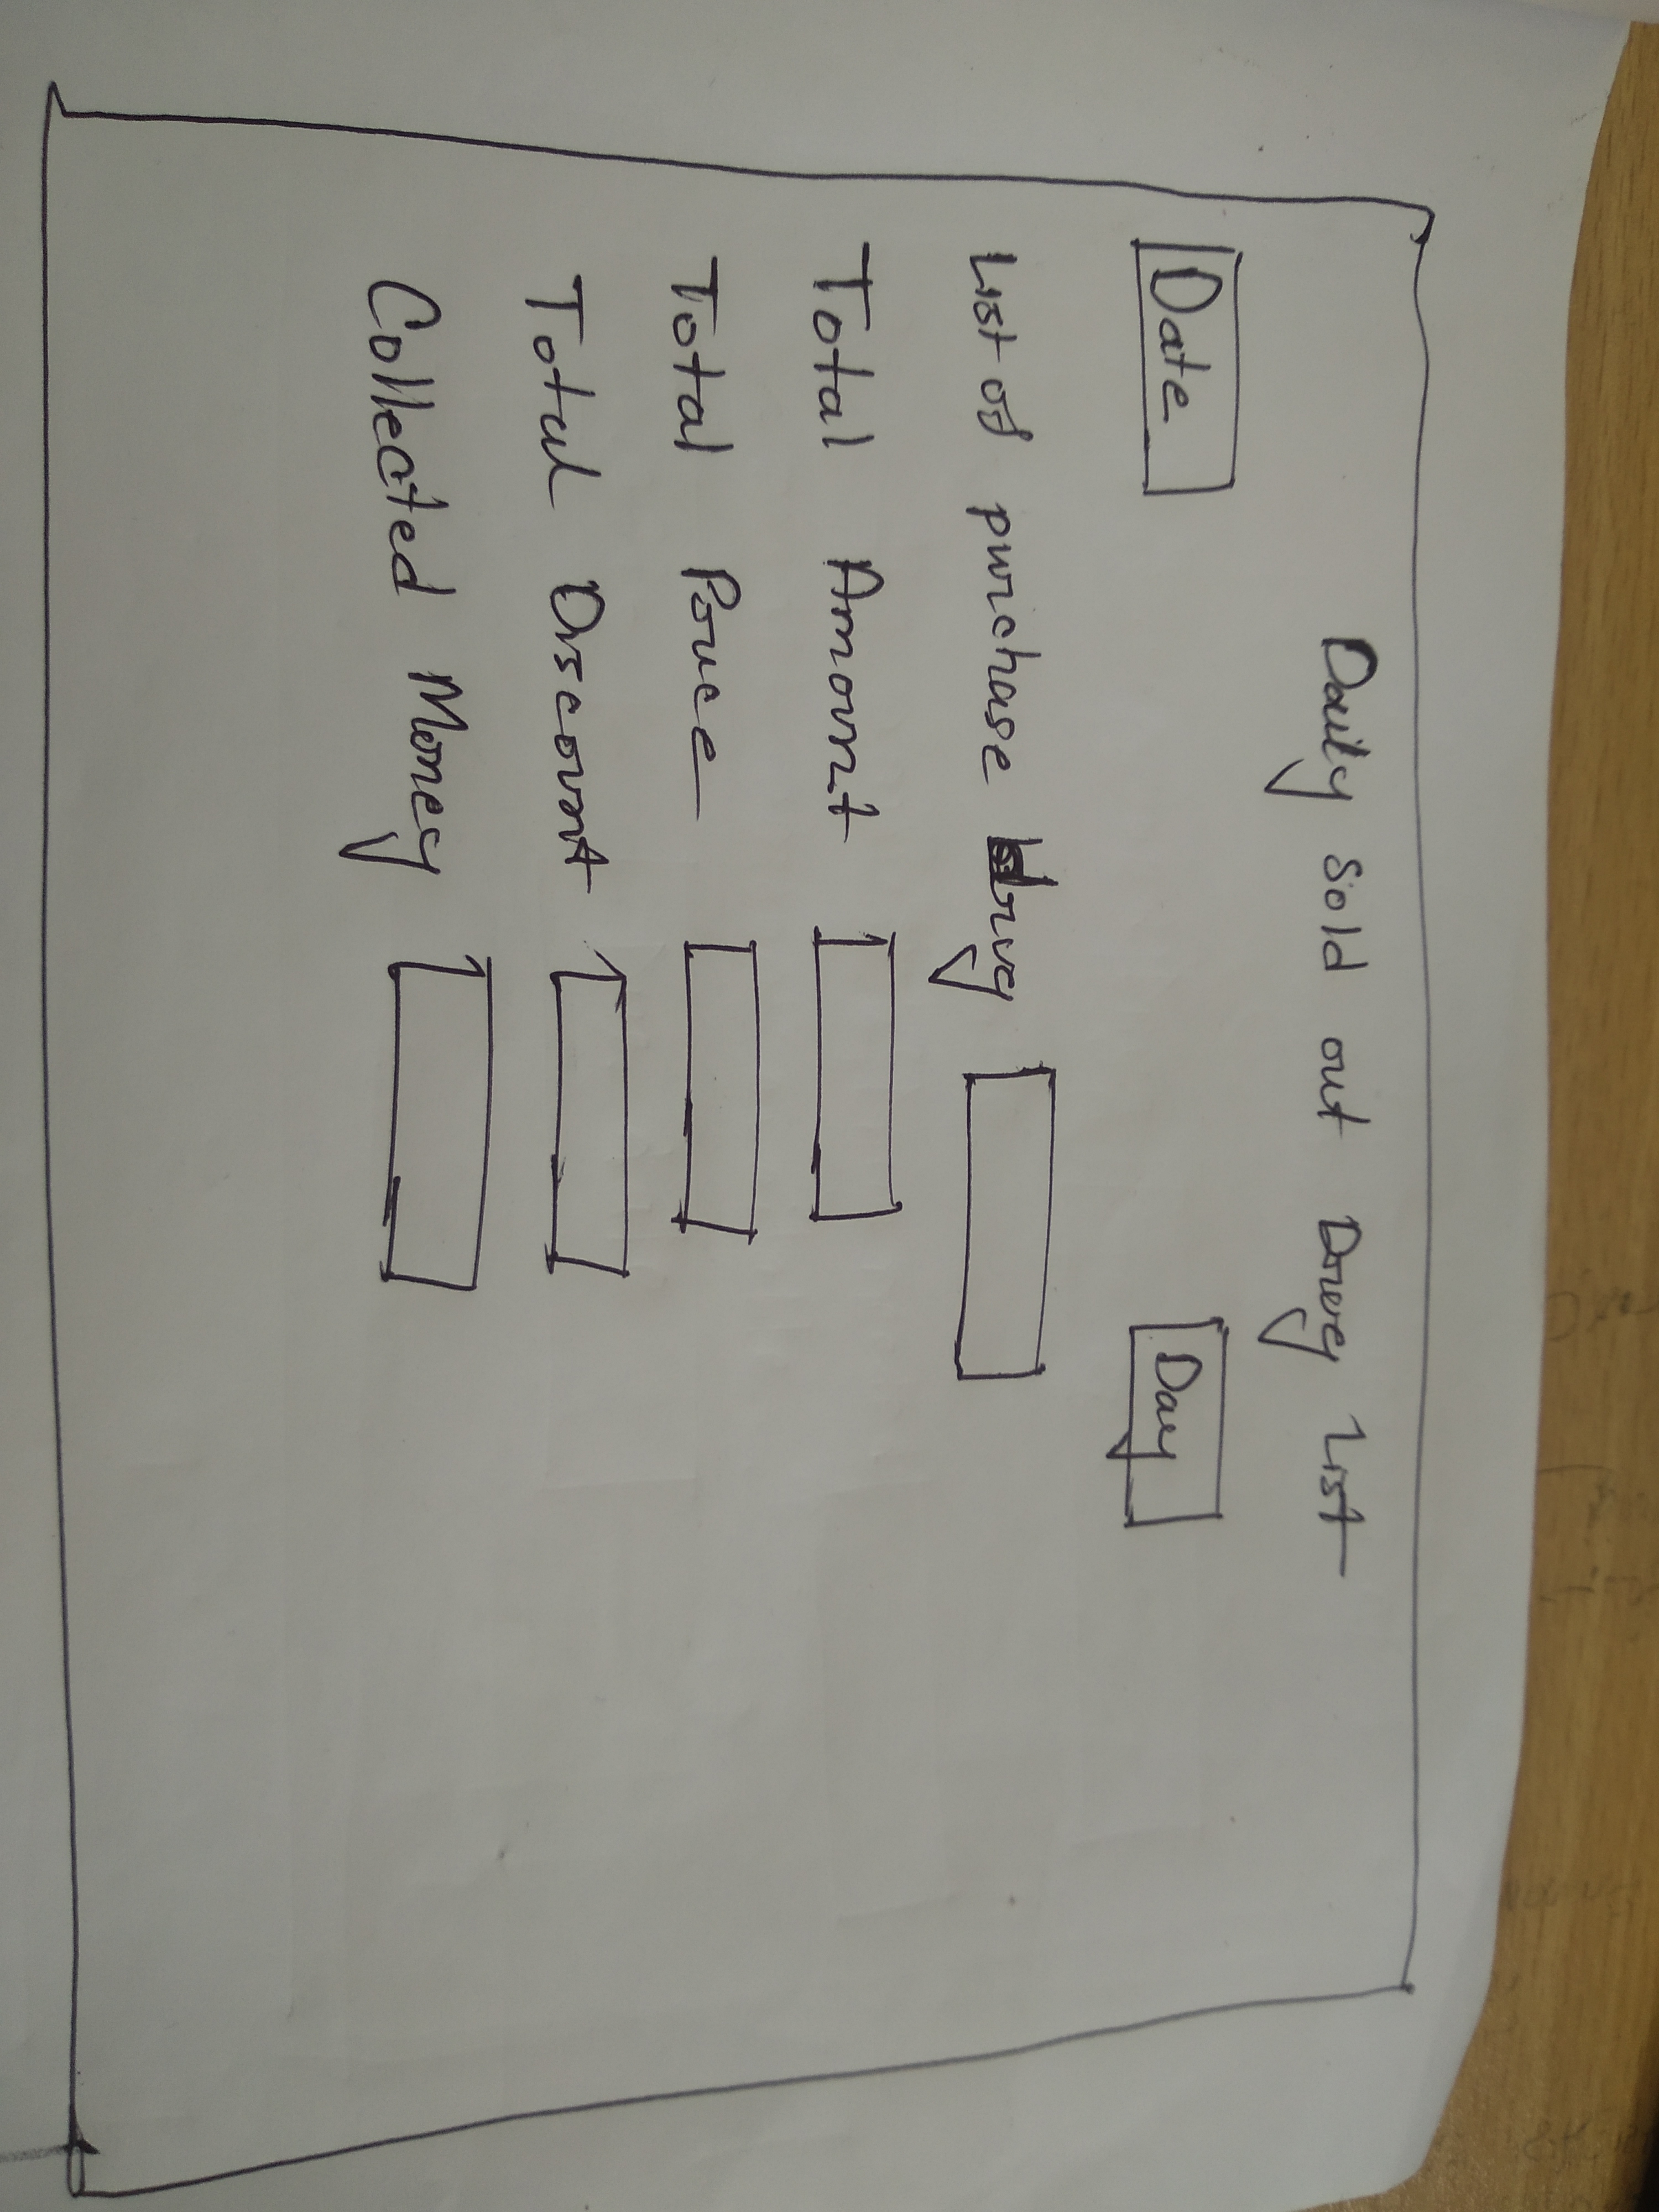 Daily sold out Drug List
Date Day
List of purchase drug
Total Amount
Total Price
Total Discount
Collected Money